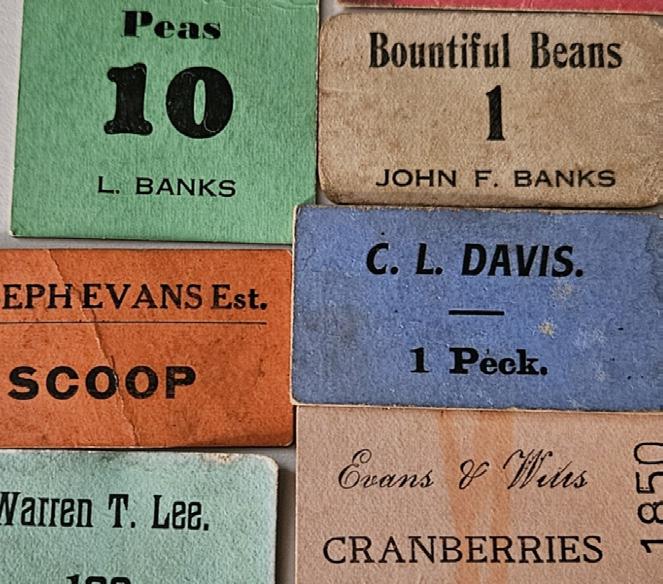 Peas
10
L. BANKS
Bountiful Beans
1
JOHN F. BANKS
EPH EVANS Est.
SCOOP
C. L. DAVIS.
1 Peck.
Warren T. Lee.
Evans & Wills
CRANBERRIES
1850